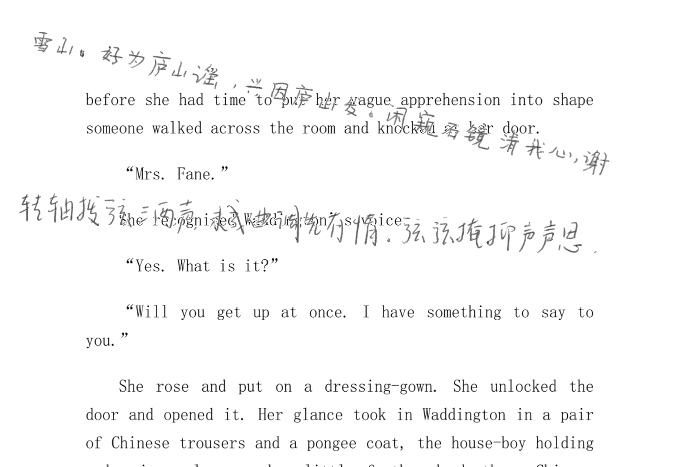 雪山。好为庐山谣,兴因庐山发。闲窥石镜清我心,谢
before she had time to put her vague apprehension into shape
someone walked across the room and knocked at her door.
“Mrs. Fane.”
转轴拨弦三两声 未成曲调先有情. 弦弦掩抑声声思.
She recognised Waddington's voice.
“Yes. What is it?”
“Will you get up at once. I have something to say to
you.”
She rose and put on a dressing-gown. She unlocked the
door and opened it. Her glance took in Waddington in a pair
of Chinese trousers and a pongee coat, the house-boy holding